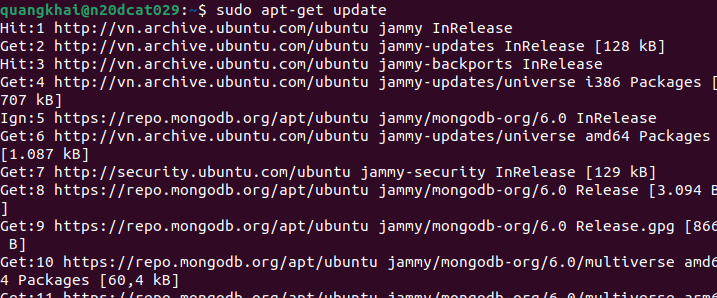 quangkhai@n20dcat029:~$ sudo apt-get update
Hit:1 http://vn.archive.ubuntu.com/ubuntu jammy InRelease
Get:2 http://vn.archive.ubuntu.com/ubuntu jammy-updates InRelease [128 kB]
Hit:3 http://vn.archive.ubuntu.com/ubuntu jammy-backports InRelease
Get:4 http://vn.archive.ubuntu.com/ubuntu jammy-updates/universe i386 Packages [
707 kB]
Ign:5 https://repo.mongodb.org/apt/ubuntu jammy/mongodb-org/6.0 InRelease
Get:6 http://vn.archive.ubuntu.com/ubuntu jammy-updates/universe amd64 Packages
[1.087 kB]
Get:7 http://security.ubuntu.com/ubuntu jammy-security InRelease [129 kB]
Get:8 https://repo.mongodb.org/apt/ubuntu jammy/mongodb-org/6.0 Release [3.094 B
]
Get:9 https://repo.mongodb.org/apt/ubuntu jammy/mongodb-org/6.0 Release.gpg [866
B]
Get:10 https://repo.mongodb.org/apt/ubuntu jammy/mongodb-org/6.0/multiverse amd6
4 Packages [60,4 kB]
Get:11 https://repo.mongodb.org/apt/ubuntu jammy/mongodb-org/6.0/multiverse arm6